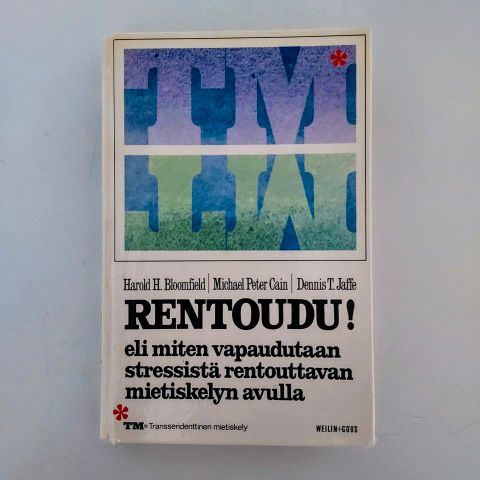 TM*
Harold H. Bloomfield | Michael Peter Cain | Dennis T. Jaffe
RENTOUDU!
eli miten vapaudutaan
stressistä rentouttavan
mietiskelyn avulla
*TM= Transsendenttinen mietiskely
WEILIN+GÖÖS